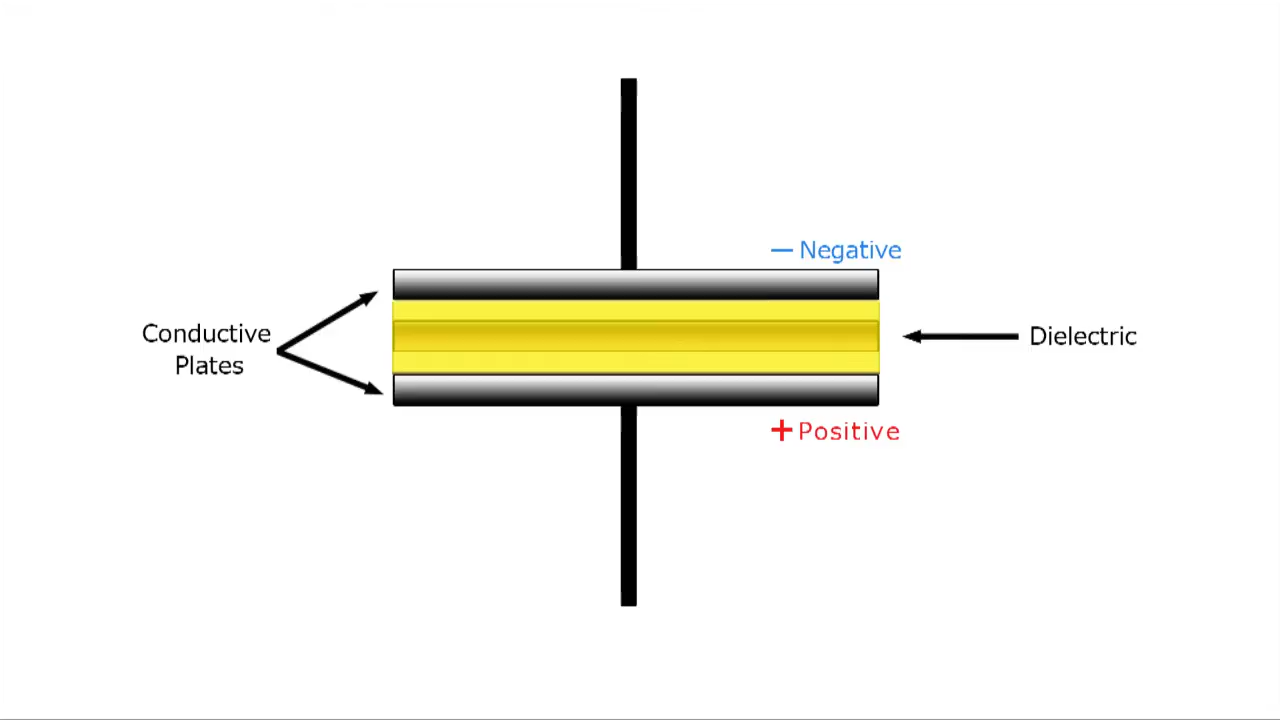 — Negative
Conductive
Plates
Dielectric
+ Positive